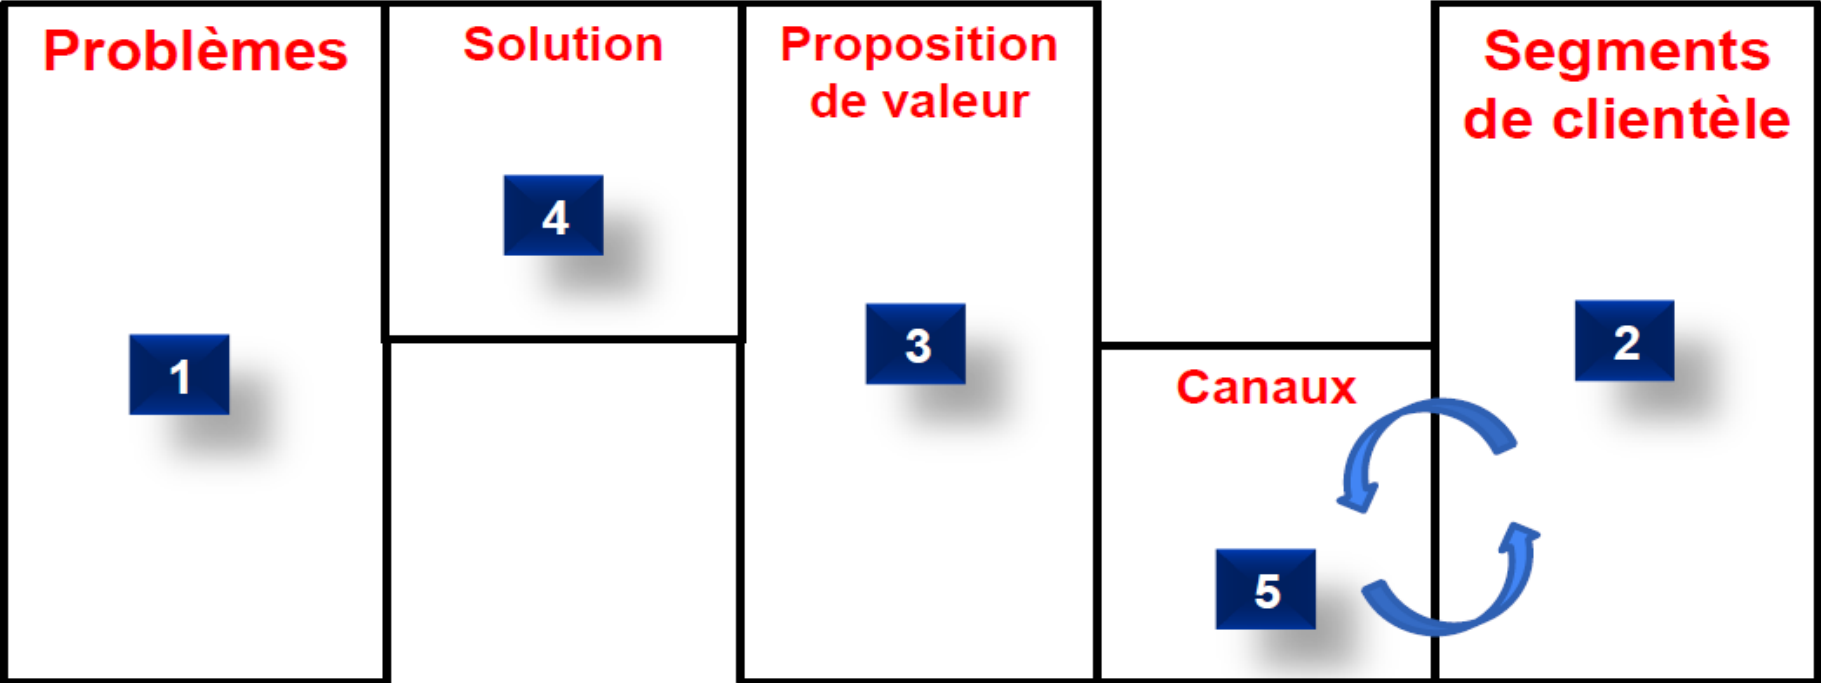 Problèmes
1
Solution
4
Proposition
de valeur
3
Canaux
5
Segments
de clientèle
2